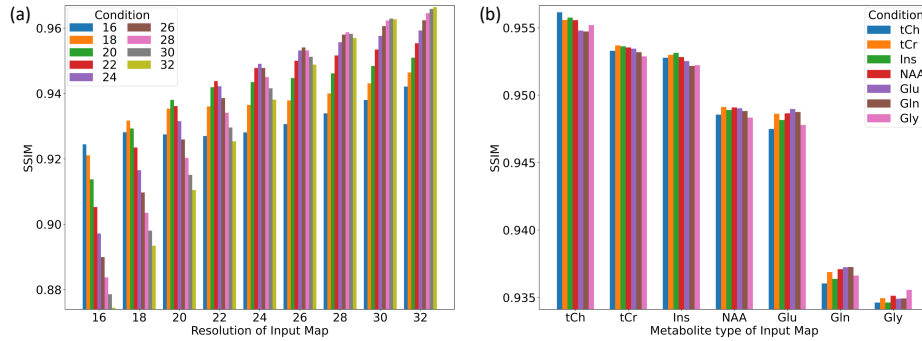 (a)
Condition
16
18
20
22
24
26
28
30
32
SSIM
0.96
0.94
0.92
0.90
0.88
16 18 20 22 24 26 28 30 32
Resolution of Input Map
(b)
Condition
tCh
tCr
Ins
NAA
Glu
Gln
Gly
SSIM
0.955
0.950
0.945
0.940
0.935
tCh tCr Ins NAA Glu Gln Gly
Metabolite type of Input Map